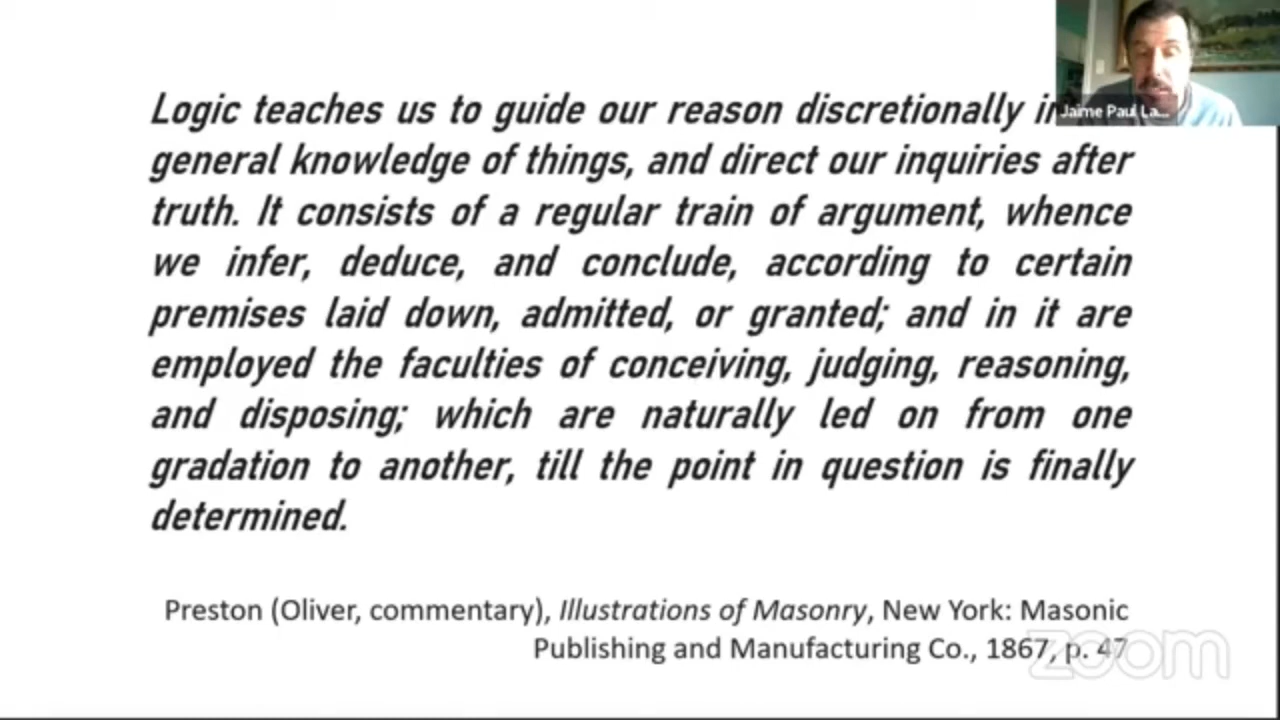 Logic teaches us to guide our reason discretionally in
general knowledge of things, and direct our inquiries after
truth. It consists of a regular train of argument, whence
we infer, deduce, and conclude, according to certain
premises laid down, admitted, or granted; and in it are
employed the faculties of conceiving, judging, reasoning,
and disposing; which are naturally led on from one
gradation to another, till the point in question is finally
determined.
Preston (Oliver, commentary), Illustrations of Masonry, New York: Masonic
Publishing and Manufacturing Co., 1867, p. 47
Jaime Paul La...
zoom